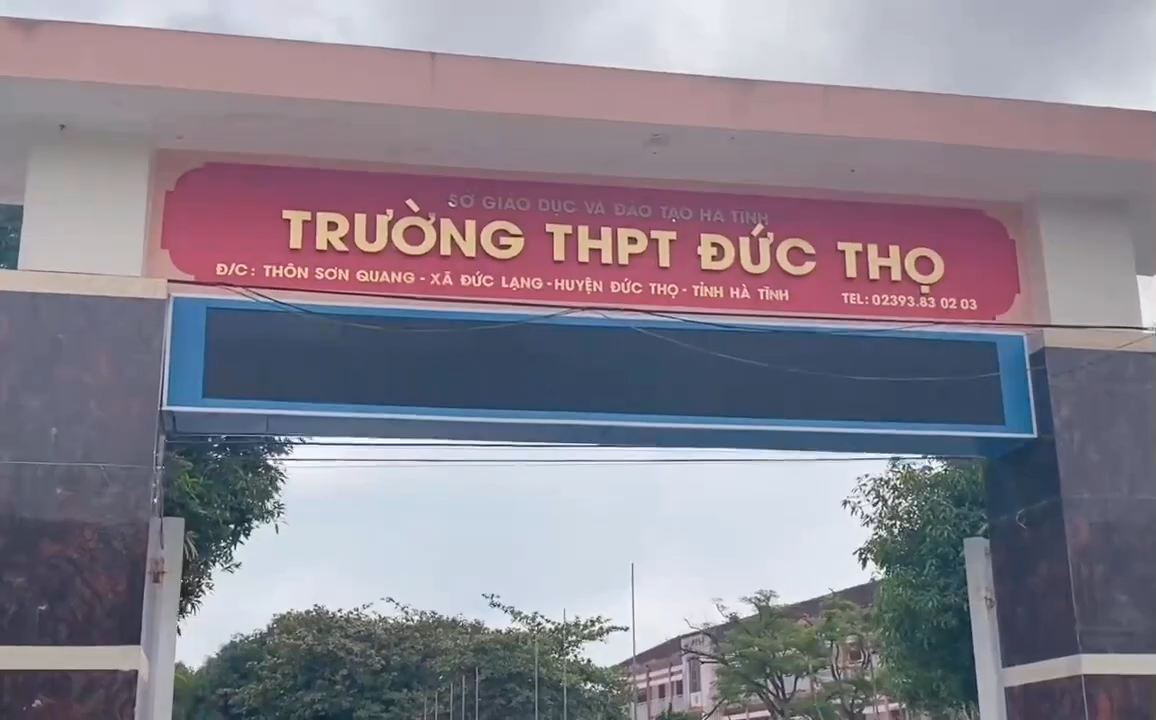 SỞ GIÁO DỤC VÀ ĐÀO TẠO HÀ TĨNH
TRƯỜNG THPT ĐỨC THỌ
Đ/C: THÔN SƠN QUANG - XÃ ĐỨC LẠNG - HUYỆN ĐỨC THỌ - TỈNH HÀ TĨNH
TEL: 02393.83 02 03